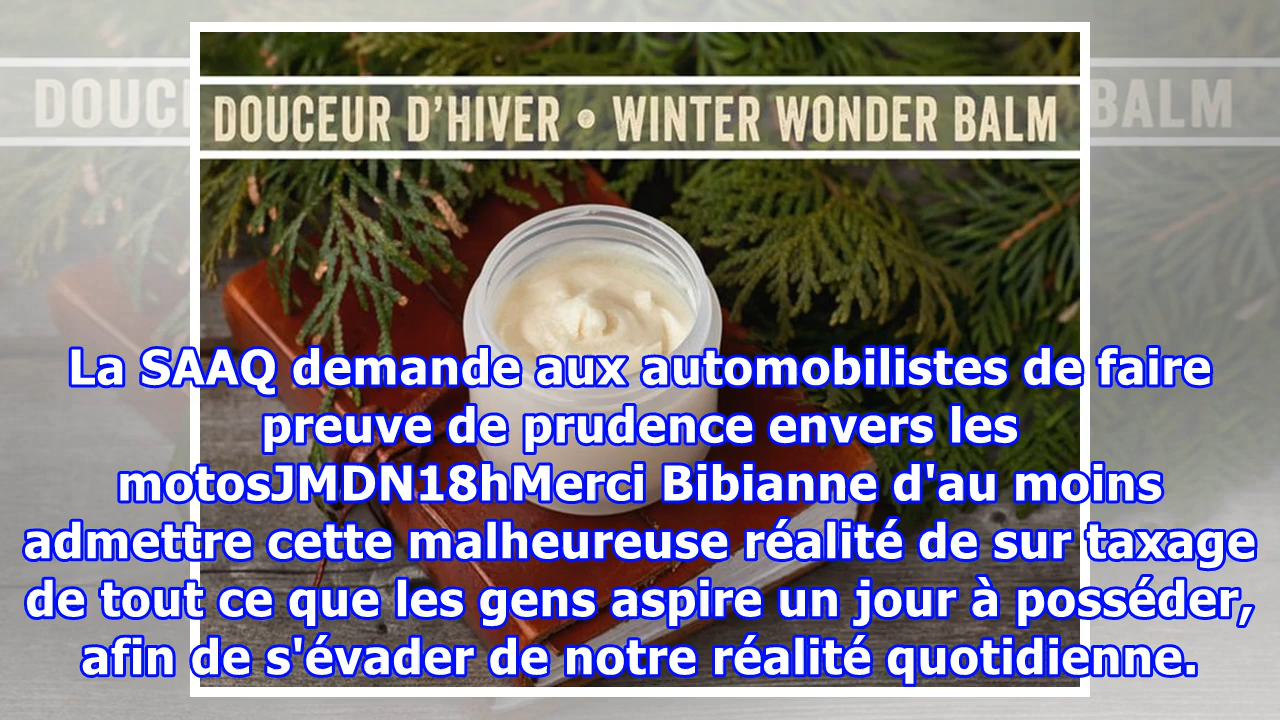 DOUCEUR D'HIVER • WINTER WONDER BALM
DOUC
BALM
La SAAQ demande aux automobilistes de faire
preuve de prudence envers les
motosJMDN18hMerci Bibianne d'au moins
admettre cette malheureuse réalité de sur taxage
de tout ce que les gens aspire un jour à posséder,
afin de s'évader de notre réalité quotidienne.